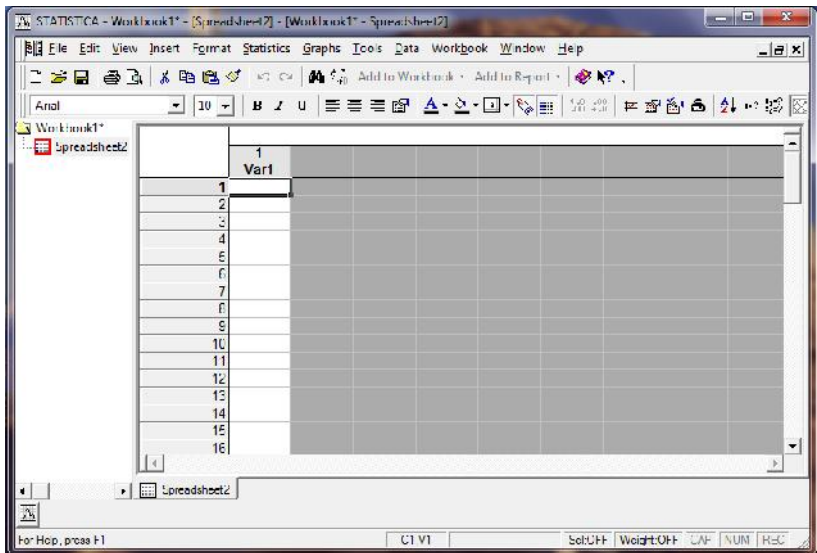 STATISTICA - Workbook1* - [Spreadsheet2] - [Workbook1* - Spreadsheet2]
File Edit View Insert Format Statistics Graphs Tools Data Workbook Window Help
Add to Workbook Add to Report
Arial 10 B I U
Workbook1*
Spreadsheet2
1
Var1
1
2
3
4
5
6
7
8
9
10
11
12
13
14
15
16
Spreadsheet2
For Help, press F1 C1 V1 Sel:OFF Weight:OFF CAP NUM REC